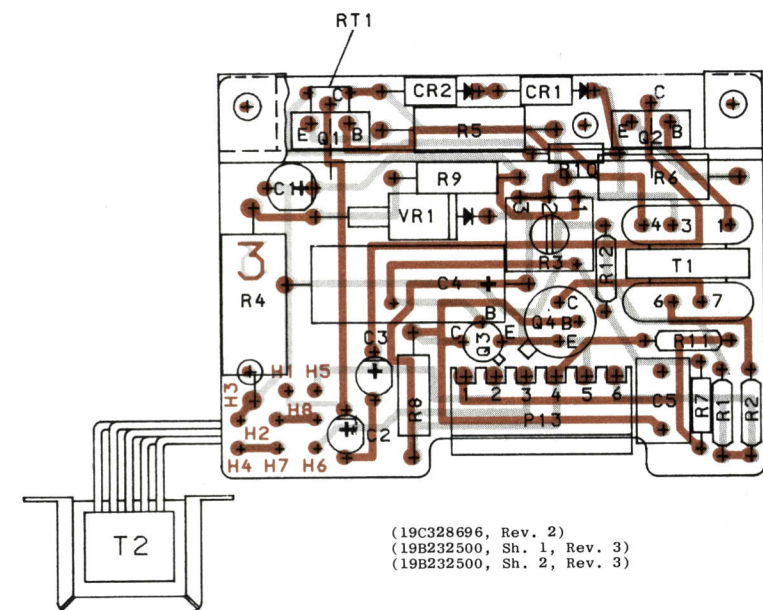 RT1
C CR2 CR1 C
E Q1 B R5 E Q2 B
R10
C1 R9 R6
VR1 3 2 1 4 3 1
3 R3 R12 T1
R4 C4 6 7
C
B Q4 B
C Q3 E E R11
C3
H1 H5 1 2 3 4 5 6 C5
H3 H8 R8 R7 R1 R2
H2 C2 P13
H4 H7 H6
T2
(19C328696, Rev. 2)
(19B232500, Sh. 1, Rev. 3)
(19B232500, Sh. 2, Rev. 3)